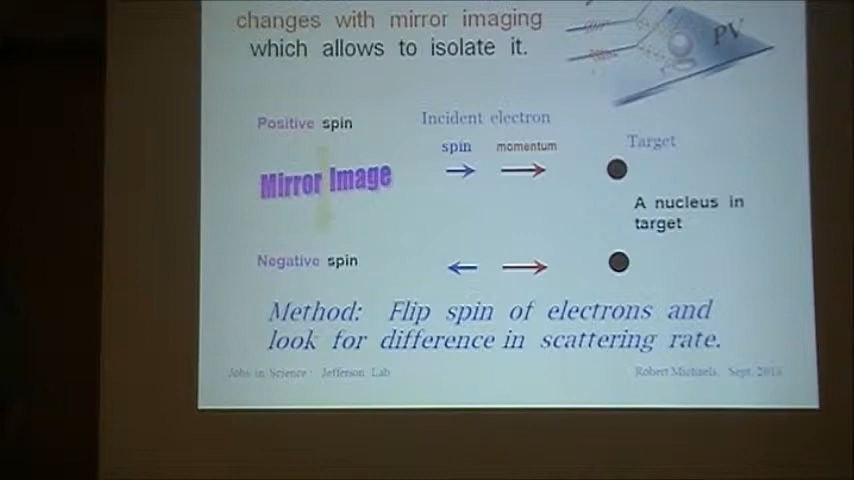 changes with mirror imaging
which allows to isolate it.
PV
Positive spin
Incident electron
spin momentum
Target
Mirror Image
A nucleus in
target
Negative spin
Method: Flip spin of electrons and
look for difference in scattering rate.
Jobs in Science Jefferson Lab
Robert Michaels, Sept.